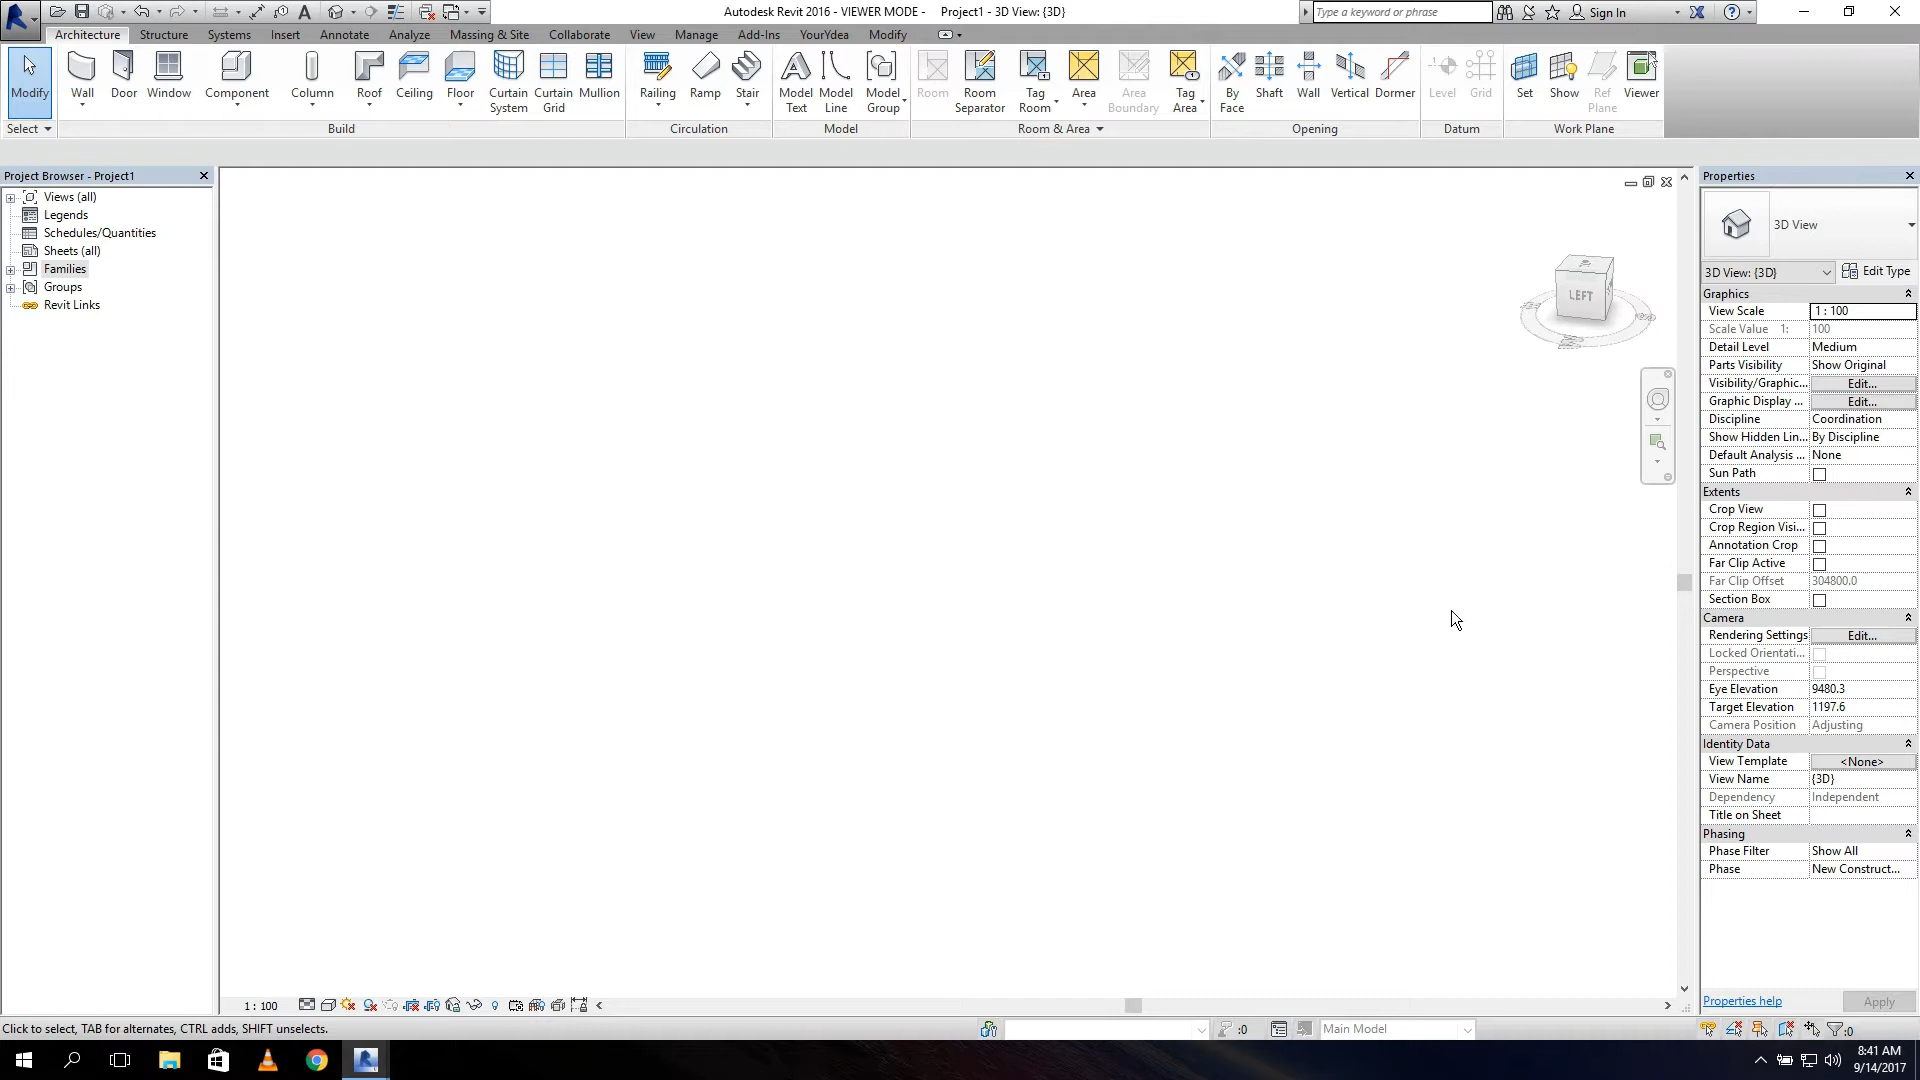 Autodesk Revit 2016 - VIEWER MODE - Project1 - 3D View: {3D}
Type a keyword or phrase
Sign In
Architecture Structure Systems Insert Annotate Analyze Massing & Site Collaborate View Manage Add-Ins YourYdea Modify
Modify
Wall
Door
Window
Component
Column
Roof
Ceiling
Floor
Curtain
System
Curtain
Grid
Mullion
Railing
Ramp
Stair
Model
Text
Model
Line
Model
Group
Room
Room
Separator
Tag
Room
Area
Area
Boundary
Tag
Area
By
Face
Shaft
Wall
Vertical
Dormer
Level
Grid
Set
Show
Ref
Plane
Viewer
Select
Build
Circulation
Model
Room & Area
Opening
Datum
Work Plane
Project Browser - Project1
Views (all)
Legends
Schedules/Quantities
Sheets (all)
Families
Groups
Revit Links
LEFT
Properties
3D View
3D View: {3D}
Edit Type
Graphics
View Scale 1 : 100
Scale Value 1: 100
Detail Level Medium
Parts Visibility Show Original
Visibility/Graphic... Edit...
Graphic Display ... Edit...
Discipline Coordination
Show Hidden Lin... By Discipline
Default Analysis ... None
Sun Path
Extents
Crop View
Crop Region Visi...
Annotation Crop
Far Clip Active
Far Clip Offset 304800.0
Section Box
Camera
Rendering Settings Edit...
Locked Orientati...
Perspective
Eye Elevation 9480.3
Target Elevation 1197.6
Camera Position Adjusting
Identity Data
View Template <None>
View Name {3D}
Dependency Independent
Title on Sheet
Phasing
Phase Filter Show All
Phase New Construct...
Properties help
Apply
1 : 100
Click to select, TAB for alternates, CTRL adds, SHIFT unselects.
:0
Main Model
:0
8:41 AM
9/14/2017